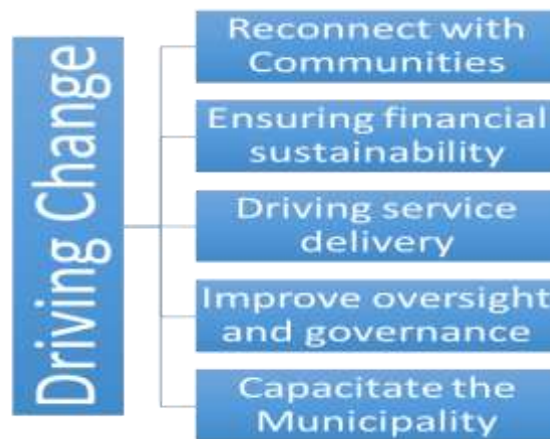 Driving Change
Reconnect with
Communities
Ensuring financial
sustainability
Driving service
delivery
Improve oversight
and governance
Capacitate the
Municipality